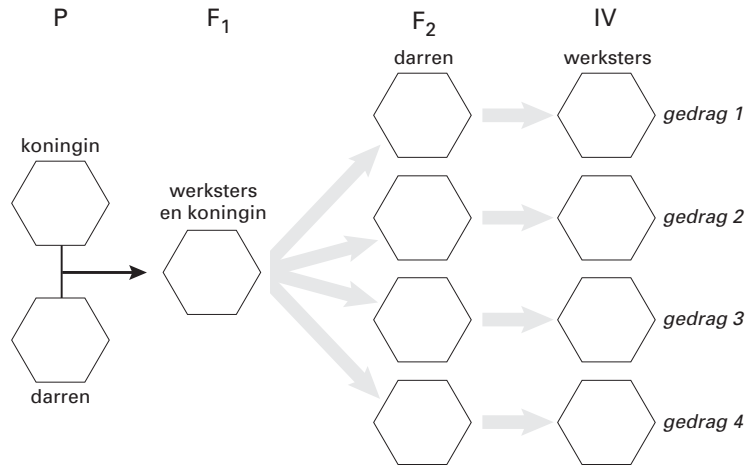 P
F1
F2
IV
darren
werksters
gedrag 1
koningin
werksters
en koningin
gedrag 2
gedrag 3
darren
gedrag 4